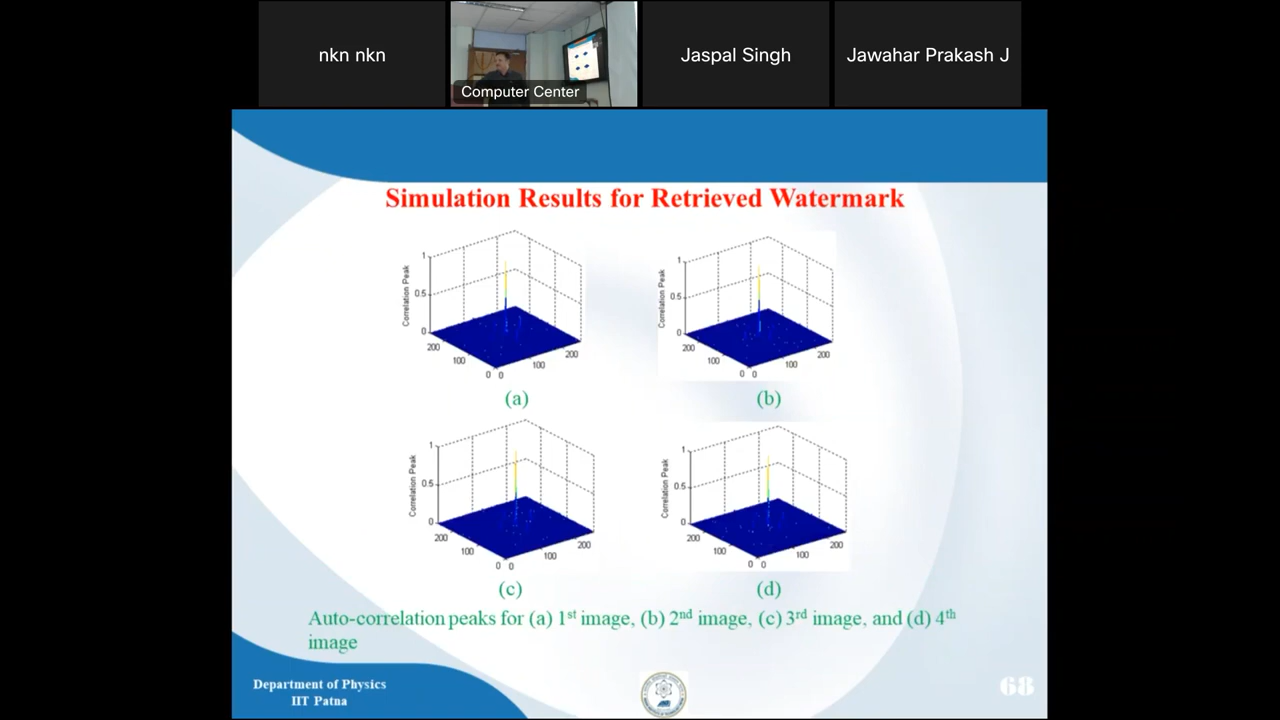 nkn nkn
Computer Center
Jaspal Singh
Jawahar Prakash J
Simulation Results for Retrieved Watermark
Correlation Peak
1
0.5
0
200
100
0 0
100
200
(a)
Correlation Peak
1
0.5
0
200
100
0 0
100
200
(b)
Correlation Peak
1
0.5
0
200
100
0 0
100
200
(c)
Correlation Peak
1
0.5
0
200
100
0 0
100
200
(d)
Auto-correlation peaks for (a) 1st image, (b) 2nd image, (c) 3rd image, and (d) 4th
image
Department of Physics
IIT Patna
68